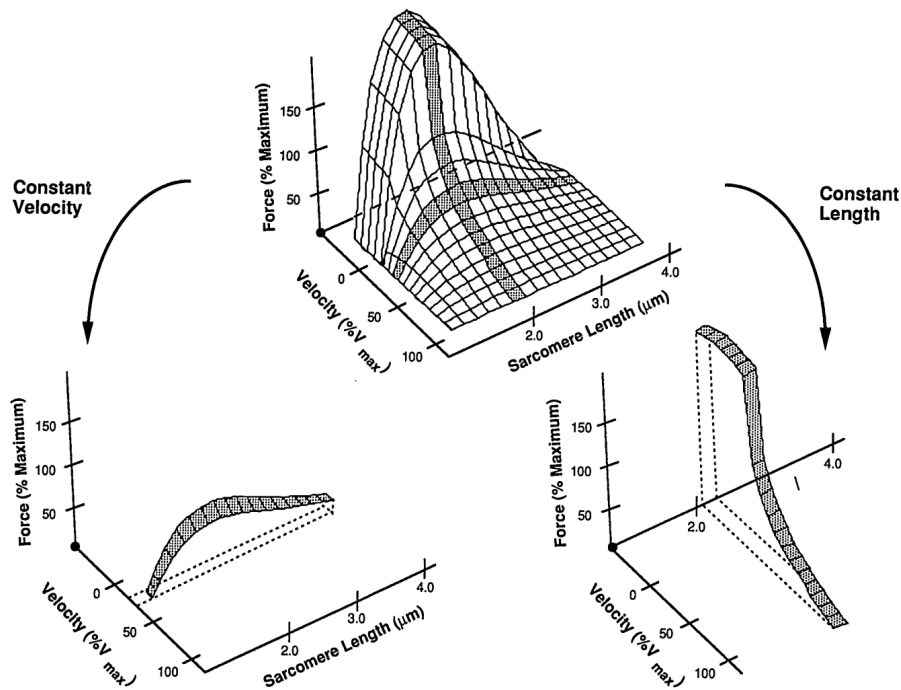 150
100
50
Force (% Maximum)
0
50
100
Velocity (%V max)
2.0
3.0
4.0
Sarcomere Length (μm)
Constant
Velocity
Constant
Length
150
100
50
Force (% Maximum)
0
50
100
Velocity (%V max)
2.0
3.0
4.0
Sarcomere Length (μm)
150
100
50
Force (% Maximum)
2.0
4.0
0
50
100
Velocity (%V max)